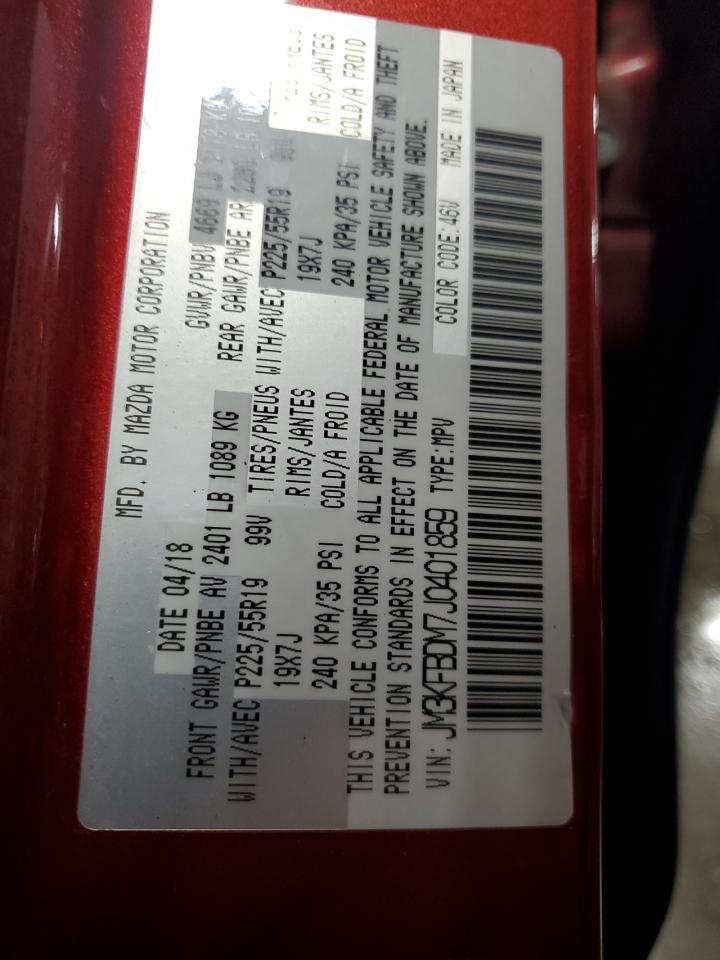 MFD. BY MAZDA MOTOR CORPORATION
DATE 04/18 GVWR/PNBV 4669 LB
FRONT GAWR/PNBE AV 2401 LB 1089 KG REAR GAWR/PNBE AR
WITH/AVEC P225/55R19 99V TIRES/PNEUS WITH/AVEC P225/55R19 99V
19X7J RIMS/JANTES 19X7J RIMS/JANTES
240 KPA/35 PSI COLD/A FROID 240 KPA/35 PSI COLD/A FROID
THIS VEHICLE CONFORMS TO ALL APPLICABLE FEDERAL MOTOR VEHICLE SAFETY AND THEFT
PREVENTION STANDARDS IN EFFECT ON THE DATE OF MANUFACTURE SHOWN ABOVE.
VIN: JM3KFBDM7J0401859 TYPE:MPV COLOR CODE:46V MADE IN JAPAN